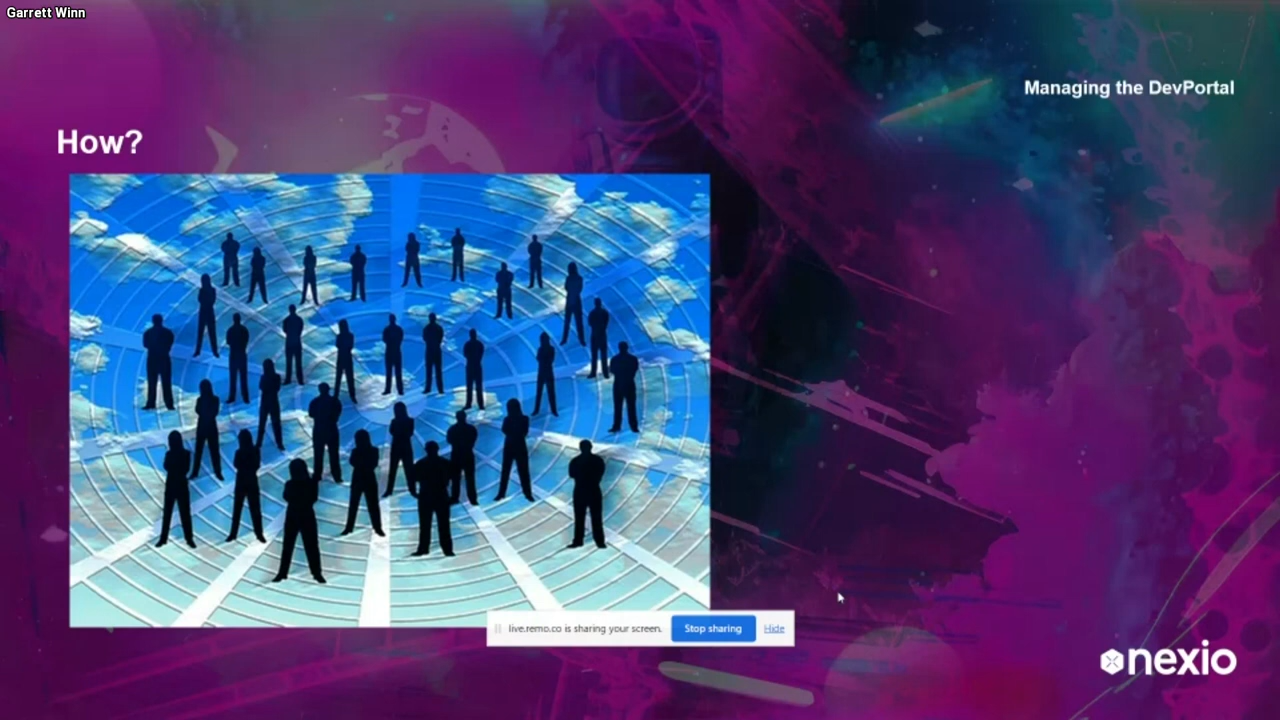 Garrett Winn
Managing the DevPortal
How?
live.remo.co is sharing your screen.
Stop sharing
Hide
nexio